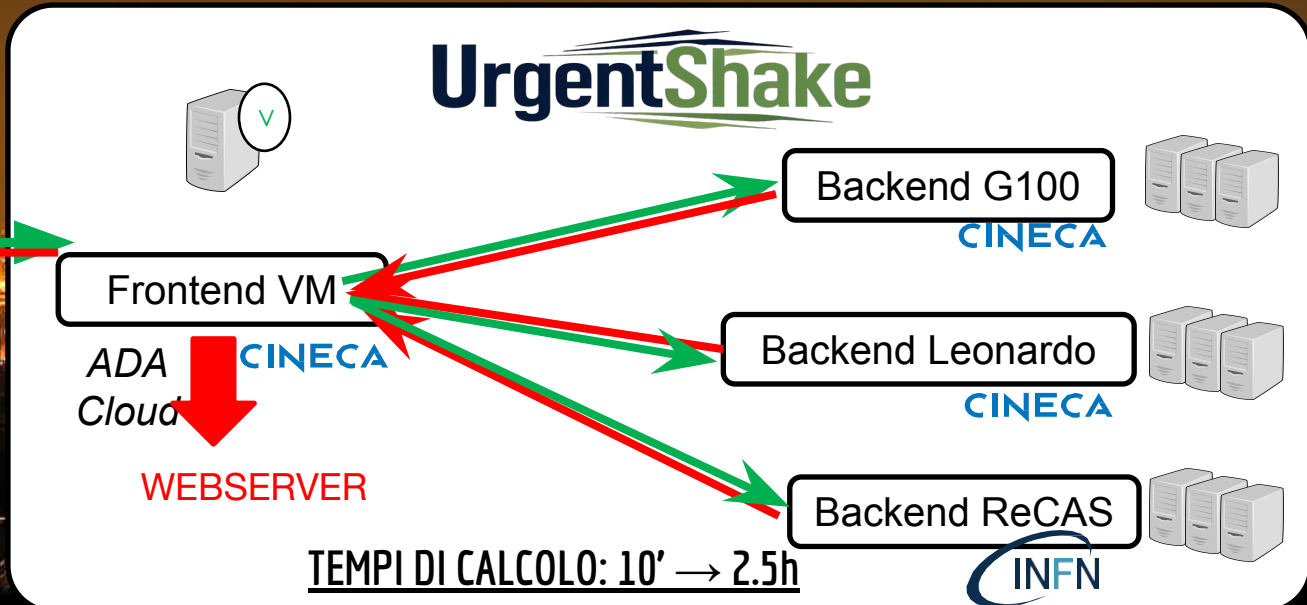 UrgentShake
V
Backend G100
CINECA
Frontend VM
CINECA
ADA
Cloud
WEBSERVER
Backend Leonardo
CINECA
Backend ReCAS
INFN
TEMPI DI CALCOLO: 10’ → 2.5h